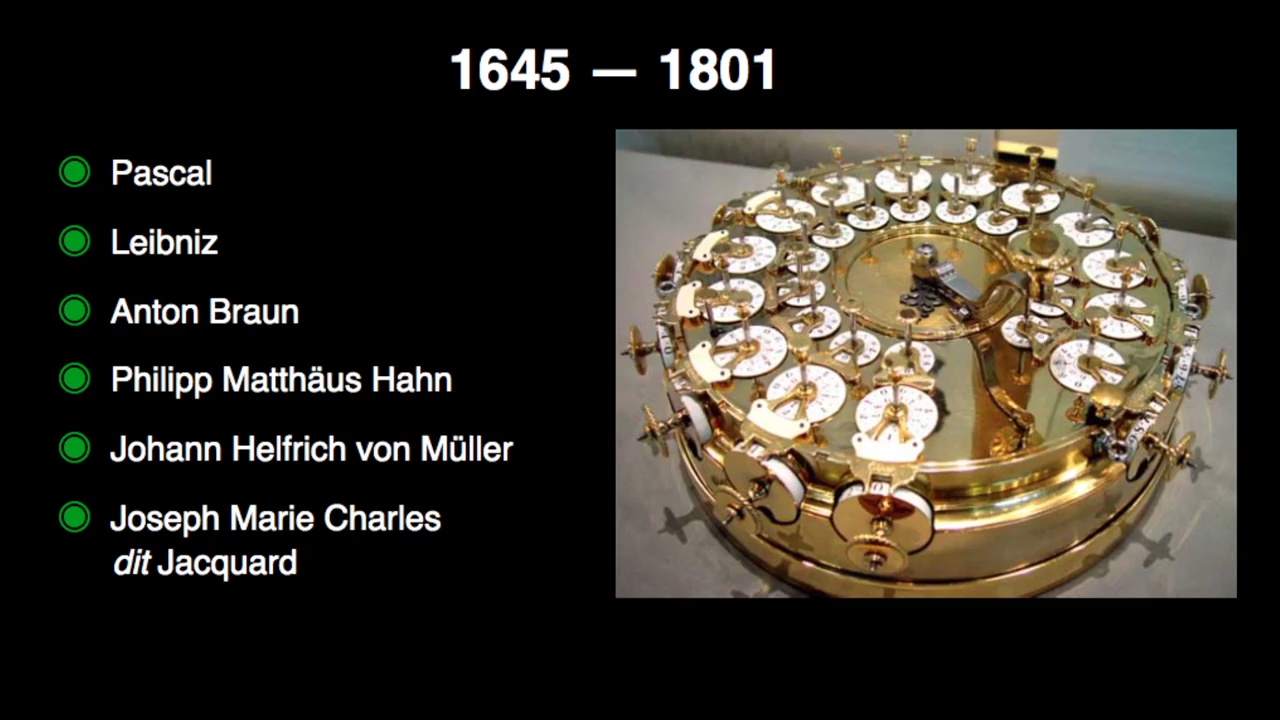 1645 — 1801
Pascal
Leibniz
Anton Braun
Philipp Matthäus Hahn
Johann Helfrich von Müller
Joseph Marie Charles
dit Jacquard